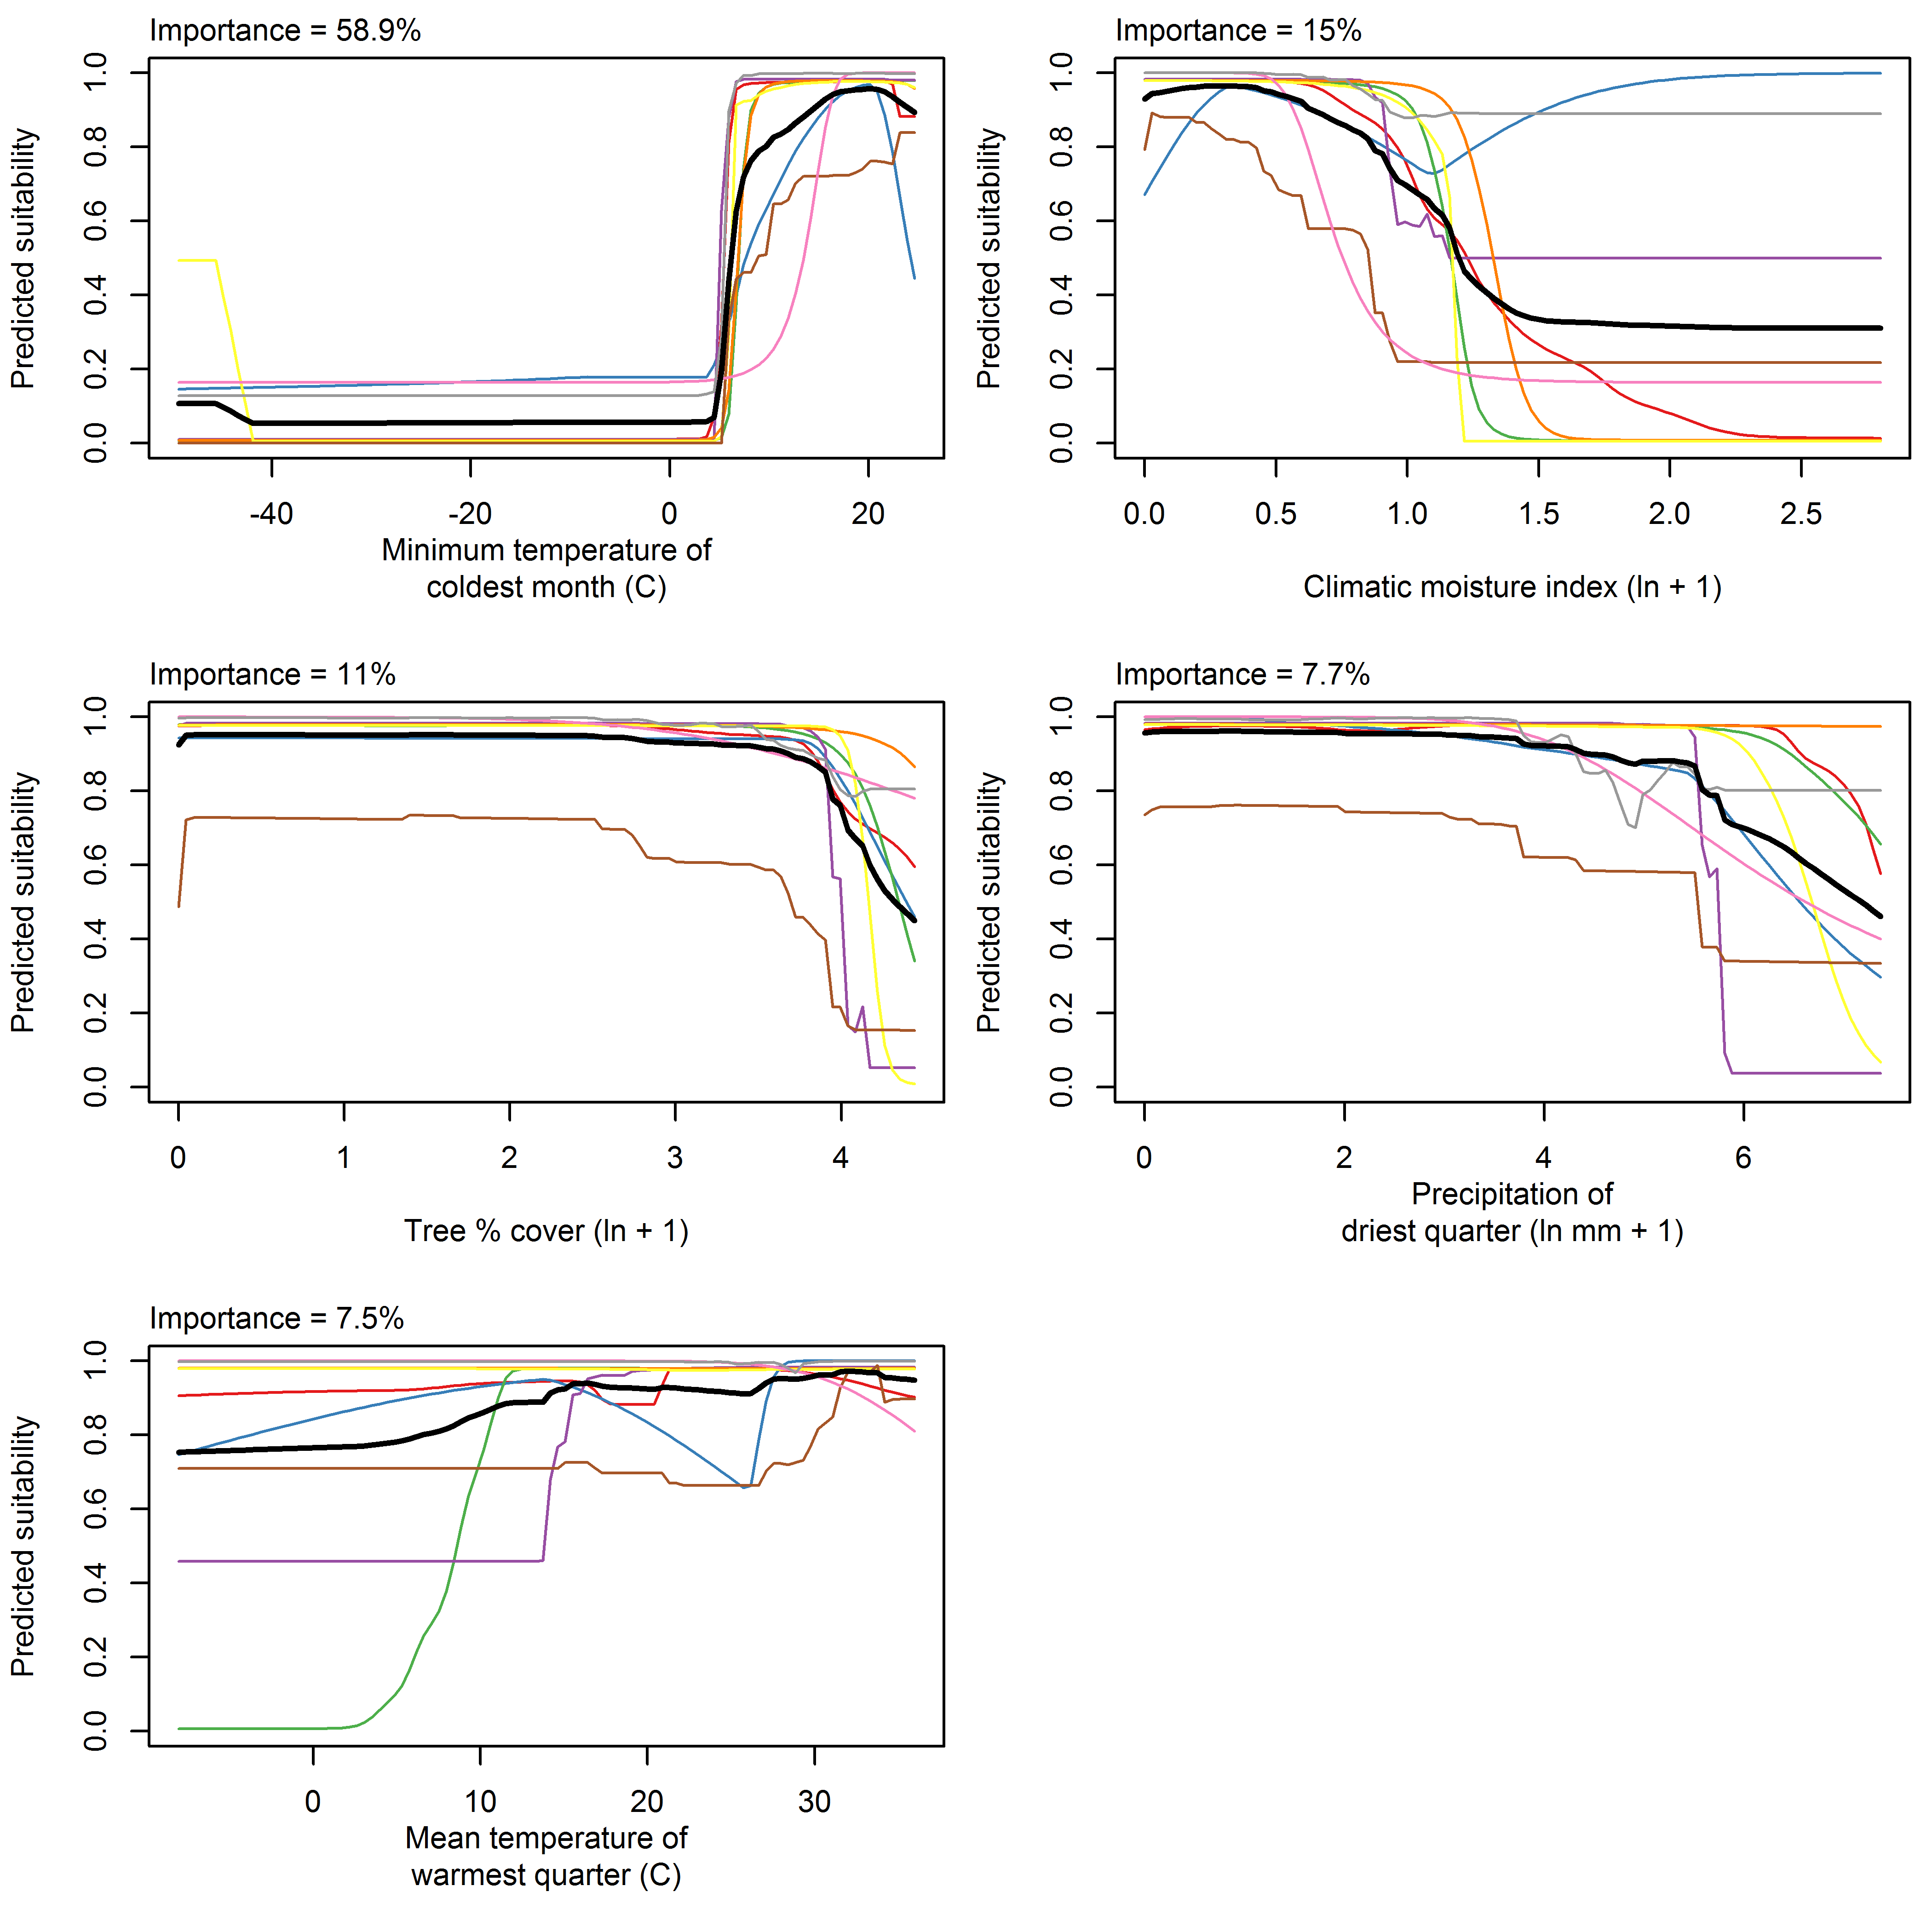 Importance = 58.9%
Predicted suitability
0.0 0.2 0.4 0.6 0.8 1.0
-40 -20 0 20
Minimum temperature of
coldest month (C)
Importance = 15%
Predicted suitability
0.0 0.2 0.4 0.6 0.8 1.0
0.0 0.5 1.0 1.5 2.0 2.5
Climatic moisture index (ln + 1)
Importance = 11%
Predicted suitability
0.0 0.2 0.4 0.6 0.8 1.0
0 1 2 3 4
Tree % cover (ln + 1)
Importance = 7.7%
Predicted suitability
0.0 0.2 0.4 0.6 0.8 1.0
0 2 4 6
Precipitation of
driest quarter (ln mm + 1)
Importance = 7.5%
Predicted suitability
0.0 0.2 0.4 0.6 0.8 1.0
0 10 20 30
Mean temperature of
warmest quarter (C)